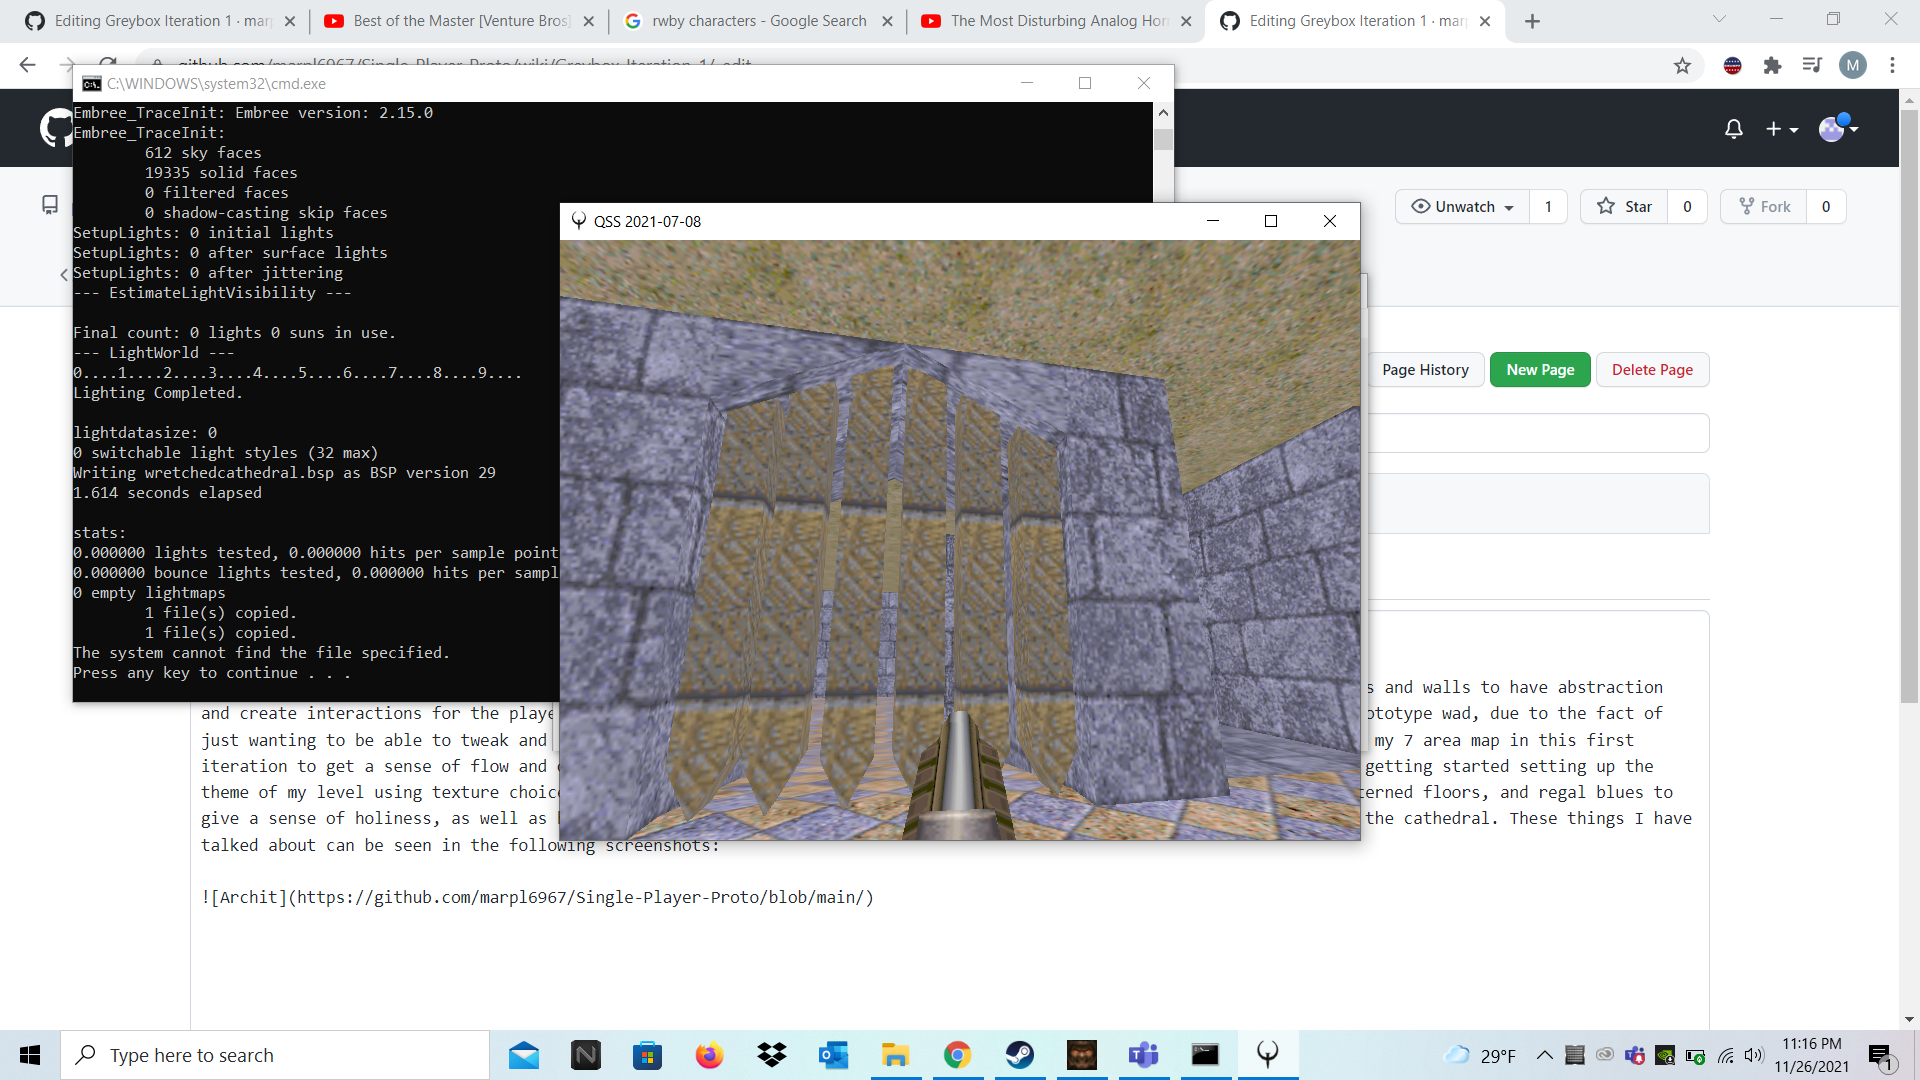 Editing Greybox Iteration 1 · mar
Best of the Master [Venture Bros]
rwby characters - Google Search
The Most Disturbing Analog Hor
Editing Greybox Iteration 1 · mar
github.com/marpl6967/Single-Player-Proto/wiki/Greybox-Iteration-1/_edit
M
C:\WINDOWS\system32\cmd.exe
Embree_TraceInit: Embree version: 2.15.0
Embree_TraceInit:
612 sky faces
19335 solid faces
0 filtered faces
0 shadow-casting skip faces
SetupLights: 0 initial lights
SetupLights: 0 after surface lights
SetupLights: 0 after jittering
--- EstimateLightVisibility ---
Final count: 0 lights 0 suns in use.
--- LightWorld ---
0....1....2....3....4....5....6....7....8....9....
Lighting Completed.
lightdatasize: 0
0 switchable light styles (32 max)
Writing wretchedcathedral.bsp as BSP version 29
1.614 seconds elapsed
stats:
0.000000 lights tested, 0.000000 hits per sample point
0.000000 bounce lights tested, 0.000000 hits per sampl
0 empty lightmaps
1 file(s) copied.
1 file(s) copied.
The system cannot find the file specified.
Press any key to continue . . .
QSS 2021-07-08
Unwatch 1
Star 0
Fork 0
Page History
New Page
Delete Page
s and walls to have abstraction
and create interactions for the playe ototype wad, due to the fact of
just wanting to be able to tweak and my 7 area map in this first
iteration to get a sense of flow and getting started setting up the
theme of my level using texture choic terned floors, and regal blues to
give a sense of holiness, as well as the cathedral. These things I have
talked about can be seen in the following screenshots:
![Archit](https://github.com/marpl6967/Single-Player-Proto/blob/main/)
Type here to search
29°F
11:16 PM
11/26/2021
1